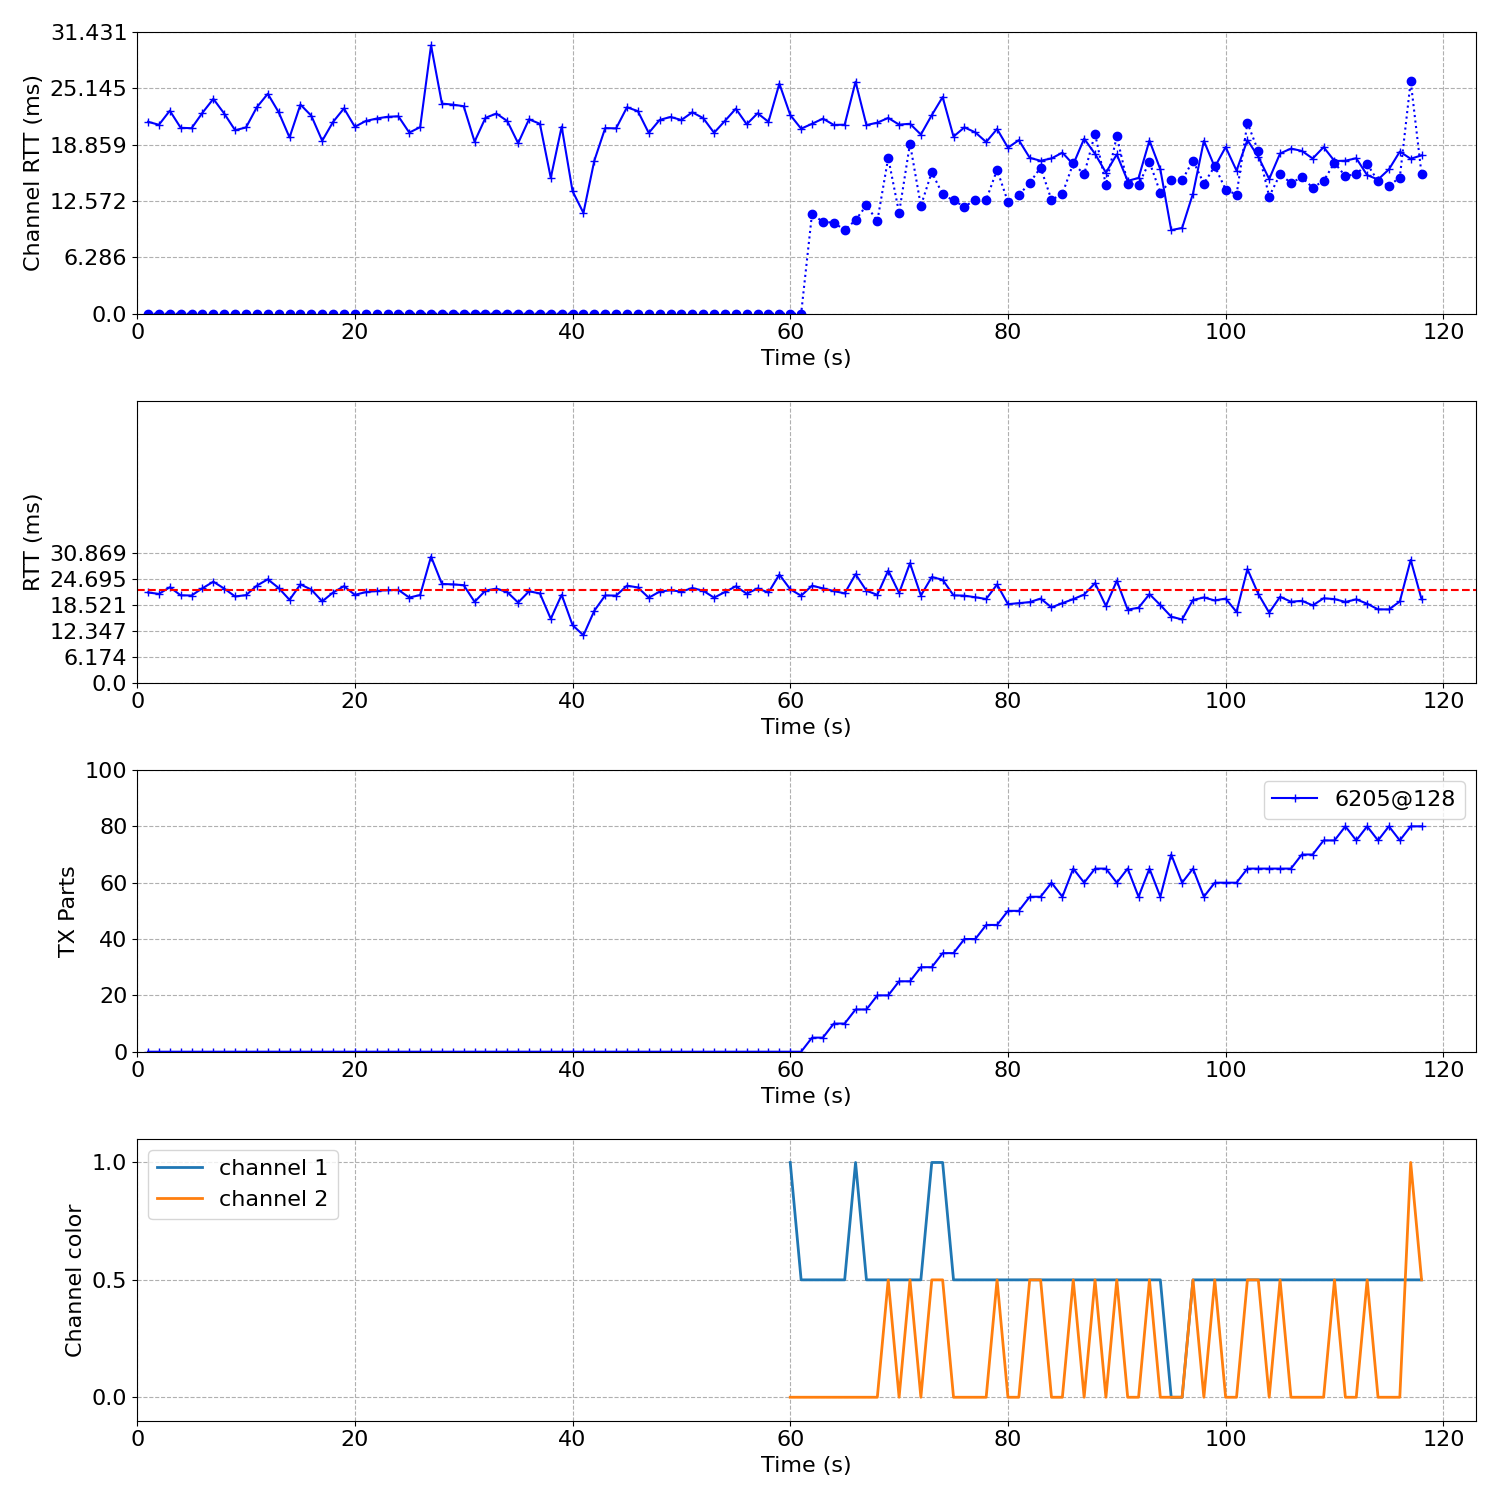 31.431
25.145
18.859
12.572
6.286
0.0
Channel RTT (ms)
0 20 40 60 80 100 120
Time (s)
30.869
24.695
18.521
12.347
6.174
0.0
RTT (ms)
0 20 40 60 80 100 120
Time (s)
100
80
60
40
20
0
TX Parts
6205@128
0 20 40 60 80 100 120
Time (s)
1.0
0.5
0.0
Channel color
channel 1
channel 2
0 20 40 60 80 100 120
Time (s)